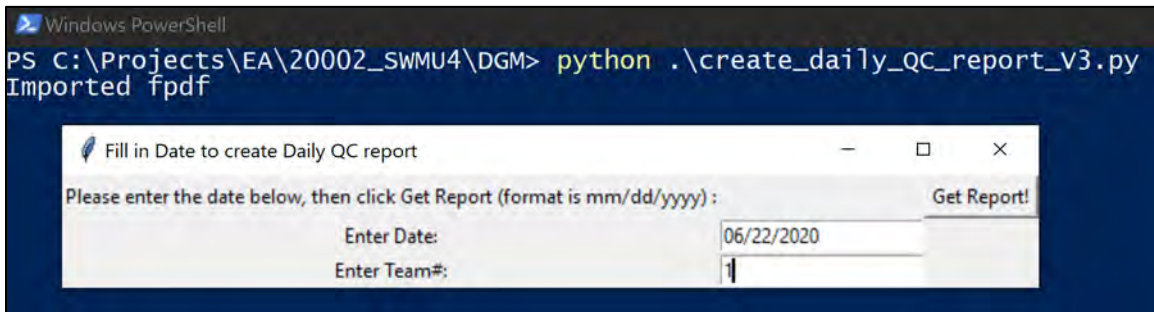 Windows PowerShell
PS C:\Projects\EA\20002_SWMU4\DGM> python .\create_daily_QC_report_V3.py
Imported fpdf
Fill in Date to create Daily QC report
Please enter the date below, then click Get Report (format is mm/dd/yyyy) : Get Report!
Enter Date: 06/22/2020
Enter Team#: 1